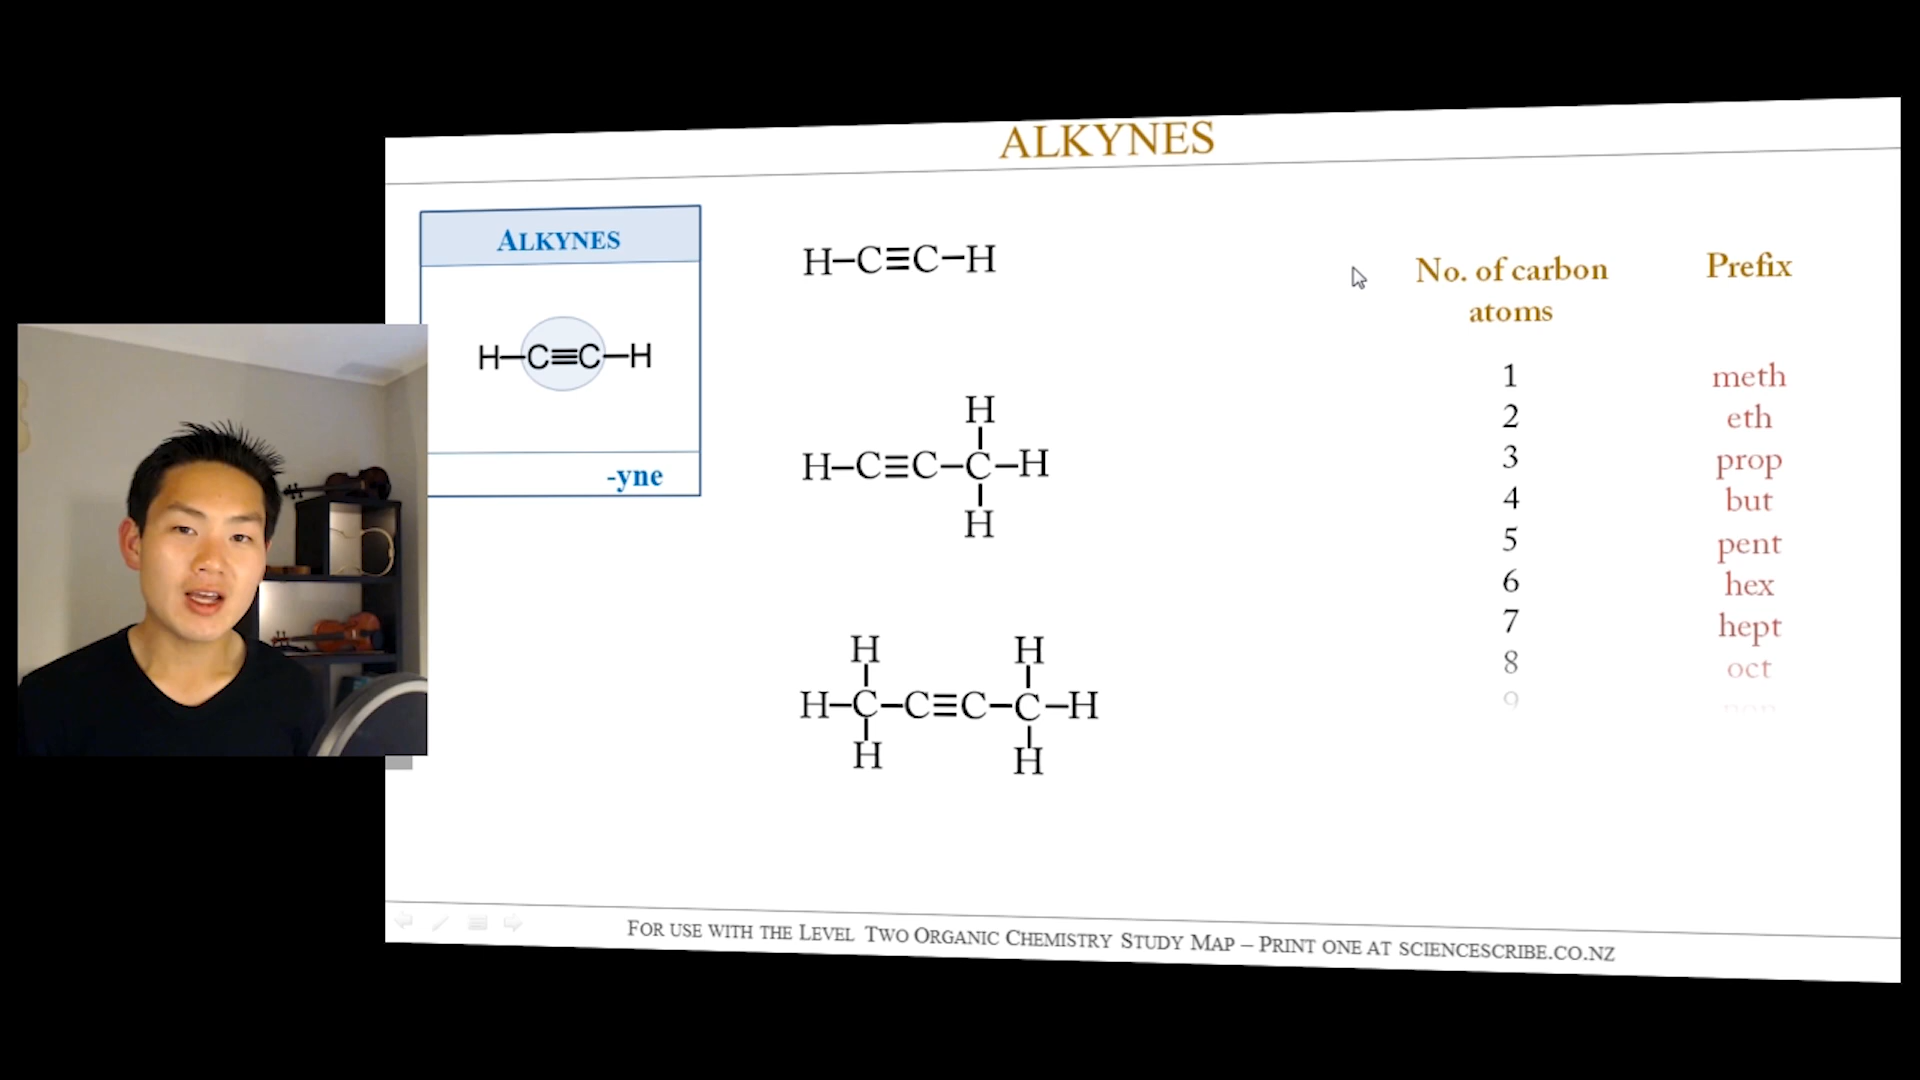 ALKYNES
ALKYNES
H–C≡C–H
-yne
H–C≡C–H
H
H–C≡C–C–H
H
H H
H–C–C≡C–C–H
H H
No. of carbon Prefix
atoms
1 meth
2 eth
3 prop
4 but
5 pent
6 hex
7 hept
8 oct
9 non
FOR USE WITH THE LEVEL TWO ORGANIC CHEMISTRY STUDY MAP – PRINT ONE AT SCIENCESCRIBE.CO.NZ